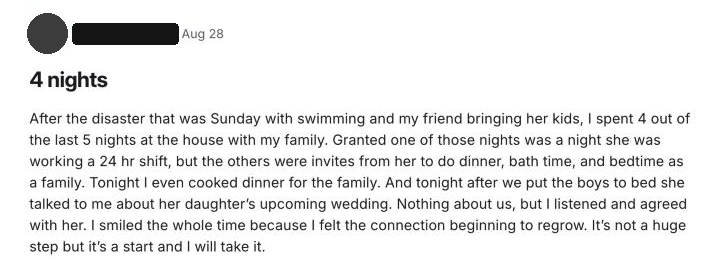 Aug 28
4 nights
After the disaster that was Sunday with swimming and my friend bringing her kids, I spent 4 out of
the last 5 nights at the house with my family. Granted one of those nights was a night she was
working a 24 hr shift, but the others were invites from her to do dinner, bath time, and bedtime as
a family. Tonight I even cooked dinner for the family. And tonight after we put the boys to bed she
talked to me about her daughter’s upcoming wedding. Nothing about us, but I listened and agreed
with her. I smiled the whole time because I felt the connection beginning to regrow. It’s not a huge
step but it’s a start and I will take it.